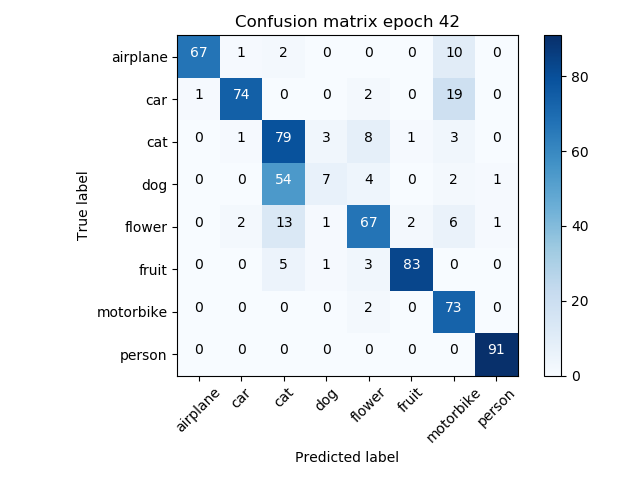 Confusion matrix epoch 42
True label
airplane 67 1 2 0 0 0 10 0
car 1 74 0 0 2 0 19 0
cat 0 1 79 3 8 1 3 0
dog 0 0 54 7 4 0 2 1
flower 0 2 13 1 67 2 6 1
fruit 0 0 5 1 3 83 0 0
motorbike 0 0 0 0 2 0 73 0
person 0 0 0 0 0 0 0 91
airplane car cat dog flower fruit motorbike person
Predicted label
80
60
40
20
0